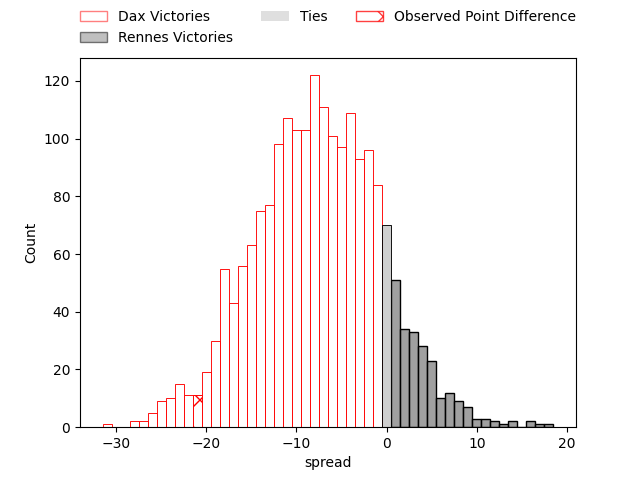 Dax Victories
Ties
Observed Point Difference
Rennes Victories
120
100
80
60
40
20
0
Count
−30
−20
−10
0
10
20
spread